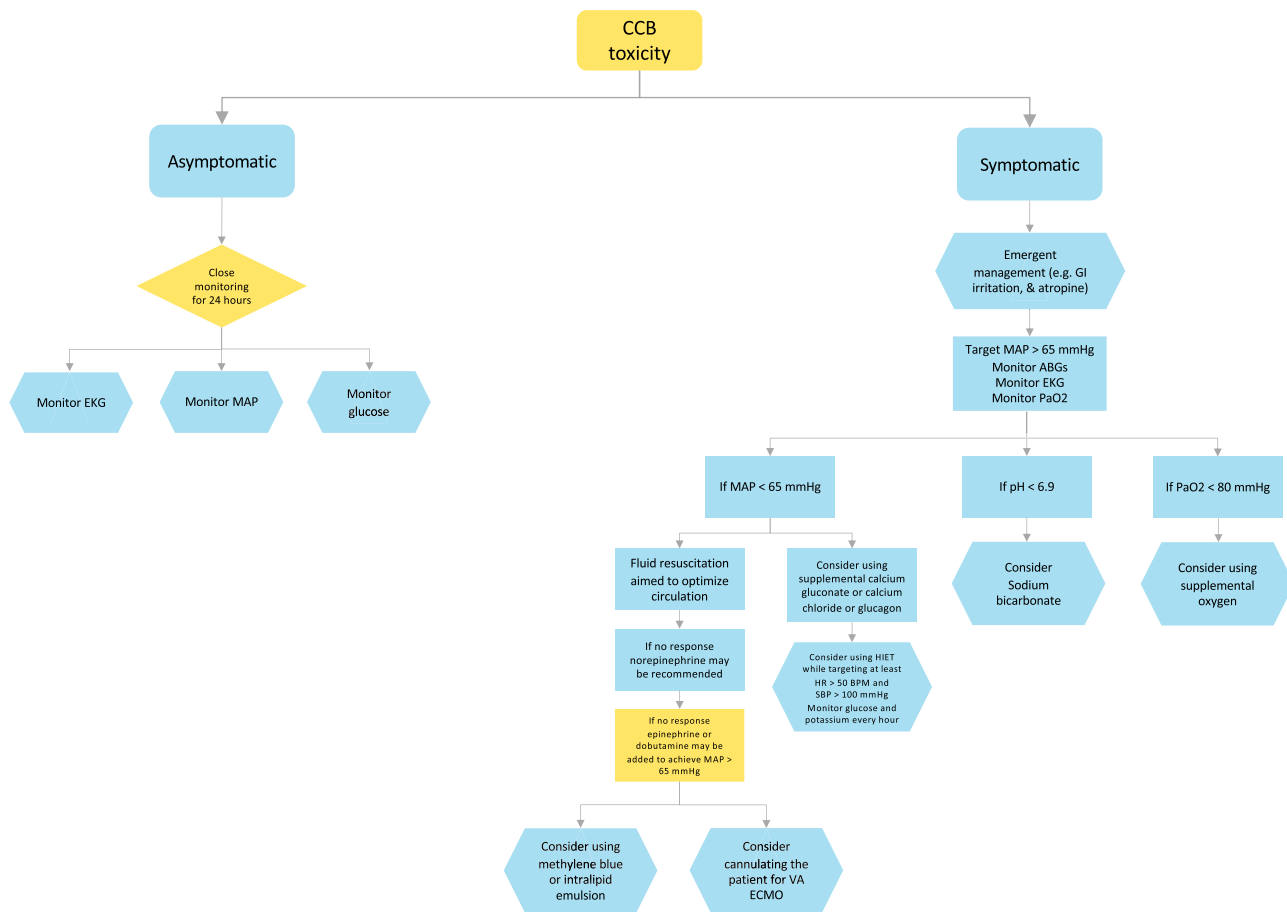 CCB
toxicity
Asymptomatic
Symptomatic
Close
monitoring
for 24 hours
Emergent
management (e.g. GI
irritation, & atropine)
Monitor EKG
Monitor MAP
Monitor
glucose
Target MAP > 65 mmHg
Monitor ABGs
Monitor EKG
Monitor PaO2
If MAP < 65 mmHg
If pH < 6.9
If PaO2 < 80 mmHg
Fluid resuscitation
aimed to optimize
circulation
Consider using
supplemental calcium
gluconate or calcium
chloride or glucagon
Consider
Sodium
bicarbonate
Consider using
supplemental
oxygen
If no response
norepinephrine may
be recommended
Consider using HIET
while targeting at least
HR > 50 BPM and
SBP > 100 mmHg
Monitor glucose and
potassium every hour
If no response
epinephrine or
dobutamine may be
added to achieve MAP >
65 mmHg
Consider using
methylene blue
or intralipid
emulsion
Consider
cannulating the
patient for VA
ECMO